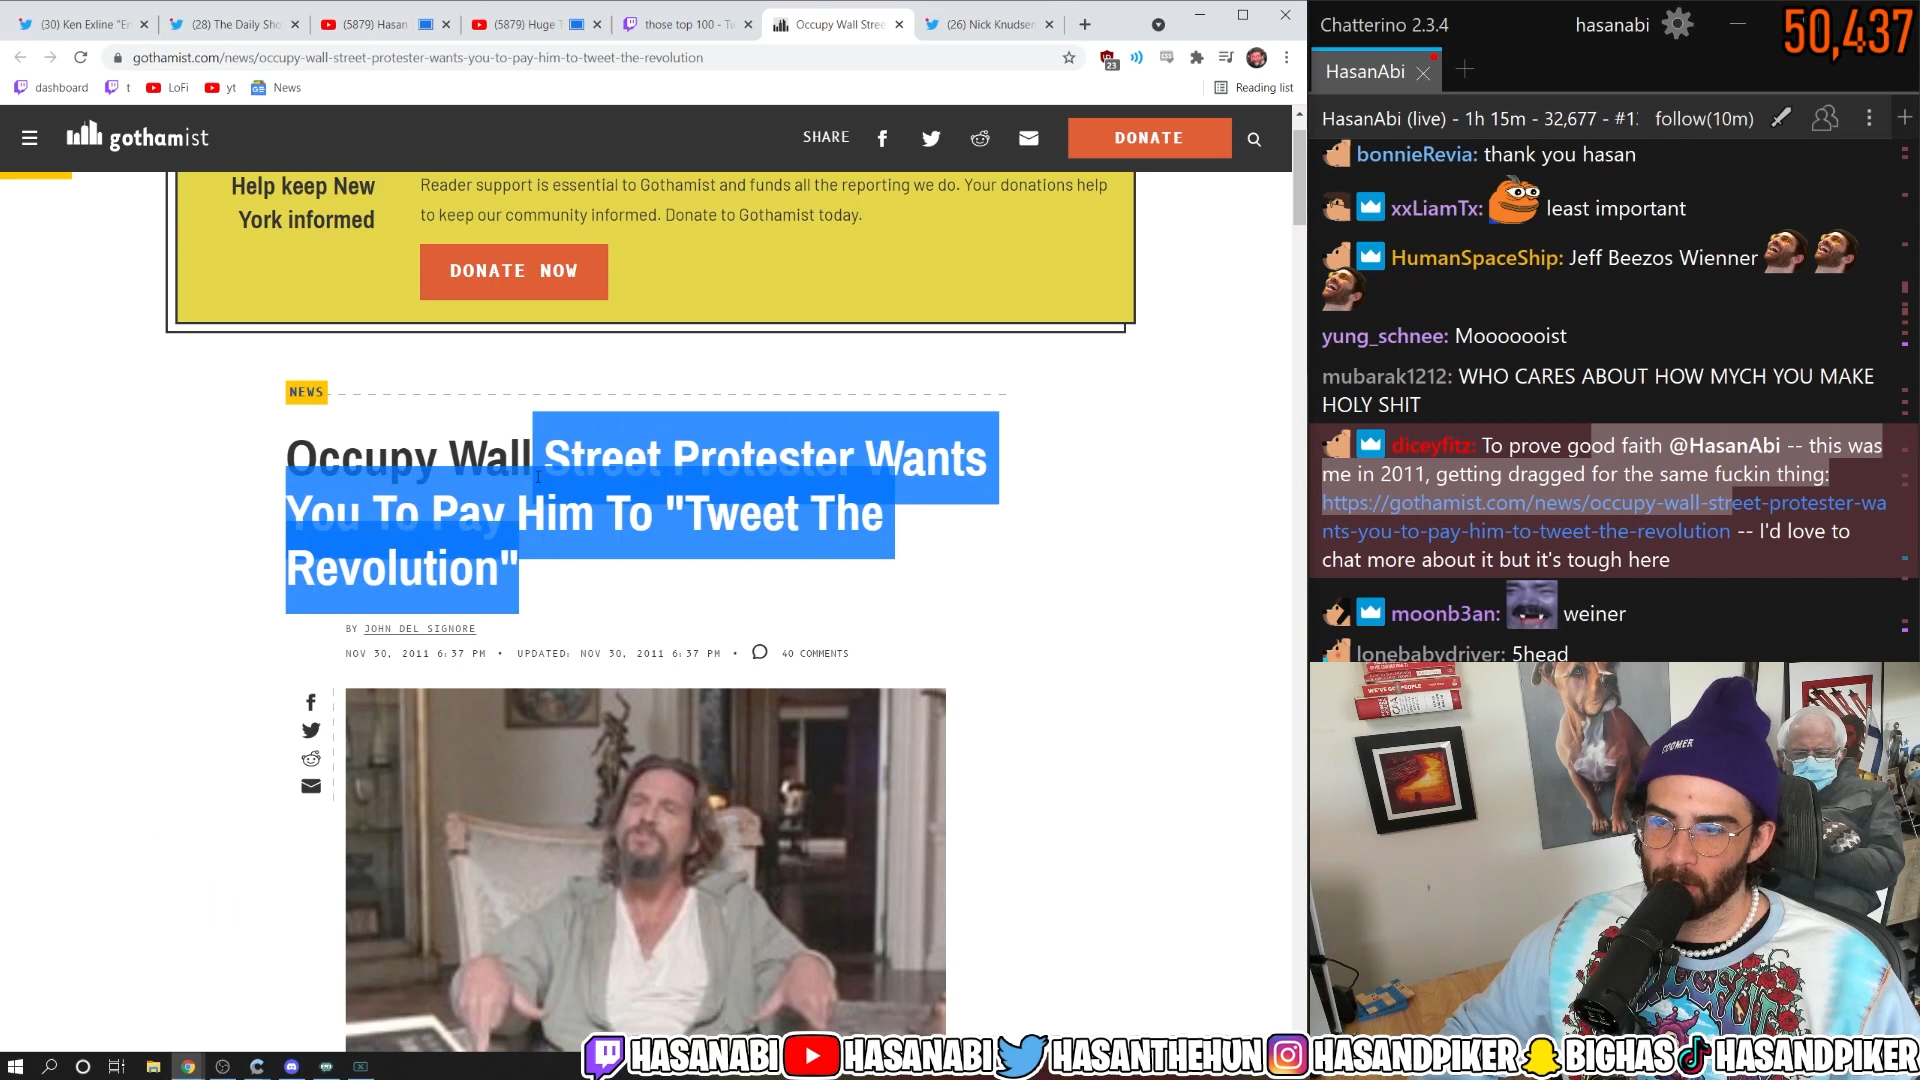 (30) Ken Exline "En
(28) The Daily Sho
(5879) Hasan
(5879) Huge T
those top 100 - Tw
Occupy Wall Stree
(26) Nick Knudsen
gothamist.com/news/occupy-wall-street-protester-wants-you-to-pay-him-to-tweet-the-revolution
23
dashboard
t
LoFi
yt
News
Reading list
gothamist
SHARE
DONATE
Help keep New
York informed
Reader support is essential to Gothamist and funds all the reporting we do. Your donations help
to keep our community informed. Donate to Gothamist today.
DONATE NOW
NEWS
Occupy Wall Street Protester Wants
You To Pay Him To "Tweet The
Revolution"
BY JOHN DEL SIGNORE
NOV 30, 2011 6:37 PM • UPDATED: NOV 30, 2011 6:37 PM • 40 COMMENTS
Chatterino 2.3.4
hasanabi
50,437
HasanAbi
HasanAbi (live) - 1h 15m - 32,677 - #1:
follow(10m)
bonnieRevia: thank you hasan
xxLiamTx: least important
HumanSpaceShip: Jeff Beezos Wienner
yung_schnee: Mooooooist
mubarak1212: WHO CARES ABOUT HOW MYCH YOU MAKE
HOLY SHIT
diceyfitz: To prove good faith @HasanAbi -- this was
me in 2011, getting dragged for the same fuckin thing:
https://gothamist.com/news/occupy-wall-street-protester-wa
nts-you-to-pay-him-to-tweet-the-revolution -- I'd love to
chat more about it but it's tough here
moonb3an: weiner
lonebabydriver: 5head
COOMER
HASANABI
HASANABI
HASANTHEHUN
HASANDPIKER
BIGHAS
HASANDPIKER